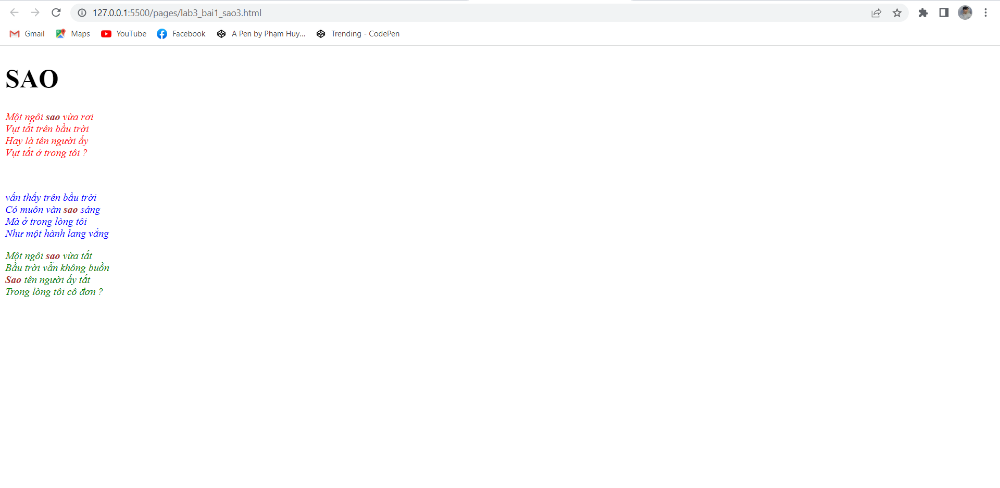 127.0.0.1:5500/pages/lab3_bai1_sao3.html
Gmail Maps YouTube Facebook A Pen by Phạm Huy... Trending - CodePen
SAO
Một ngôi sao vừa rơi
Vụt tắt trên bầu trời
Hay là tên người ấy
Vụt tắt ở trong tôi ?
vấn thấy trên bầu trời
Có muôn vàn sao sáng
Mà ở trong lòng tôi
Như một hành lang vắng
Một ngôi sao vừa tắt
Bầu trời vẫn không buồn
Sao tên người ấy tắt
Trong lòng tôi cô đơn ?